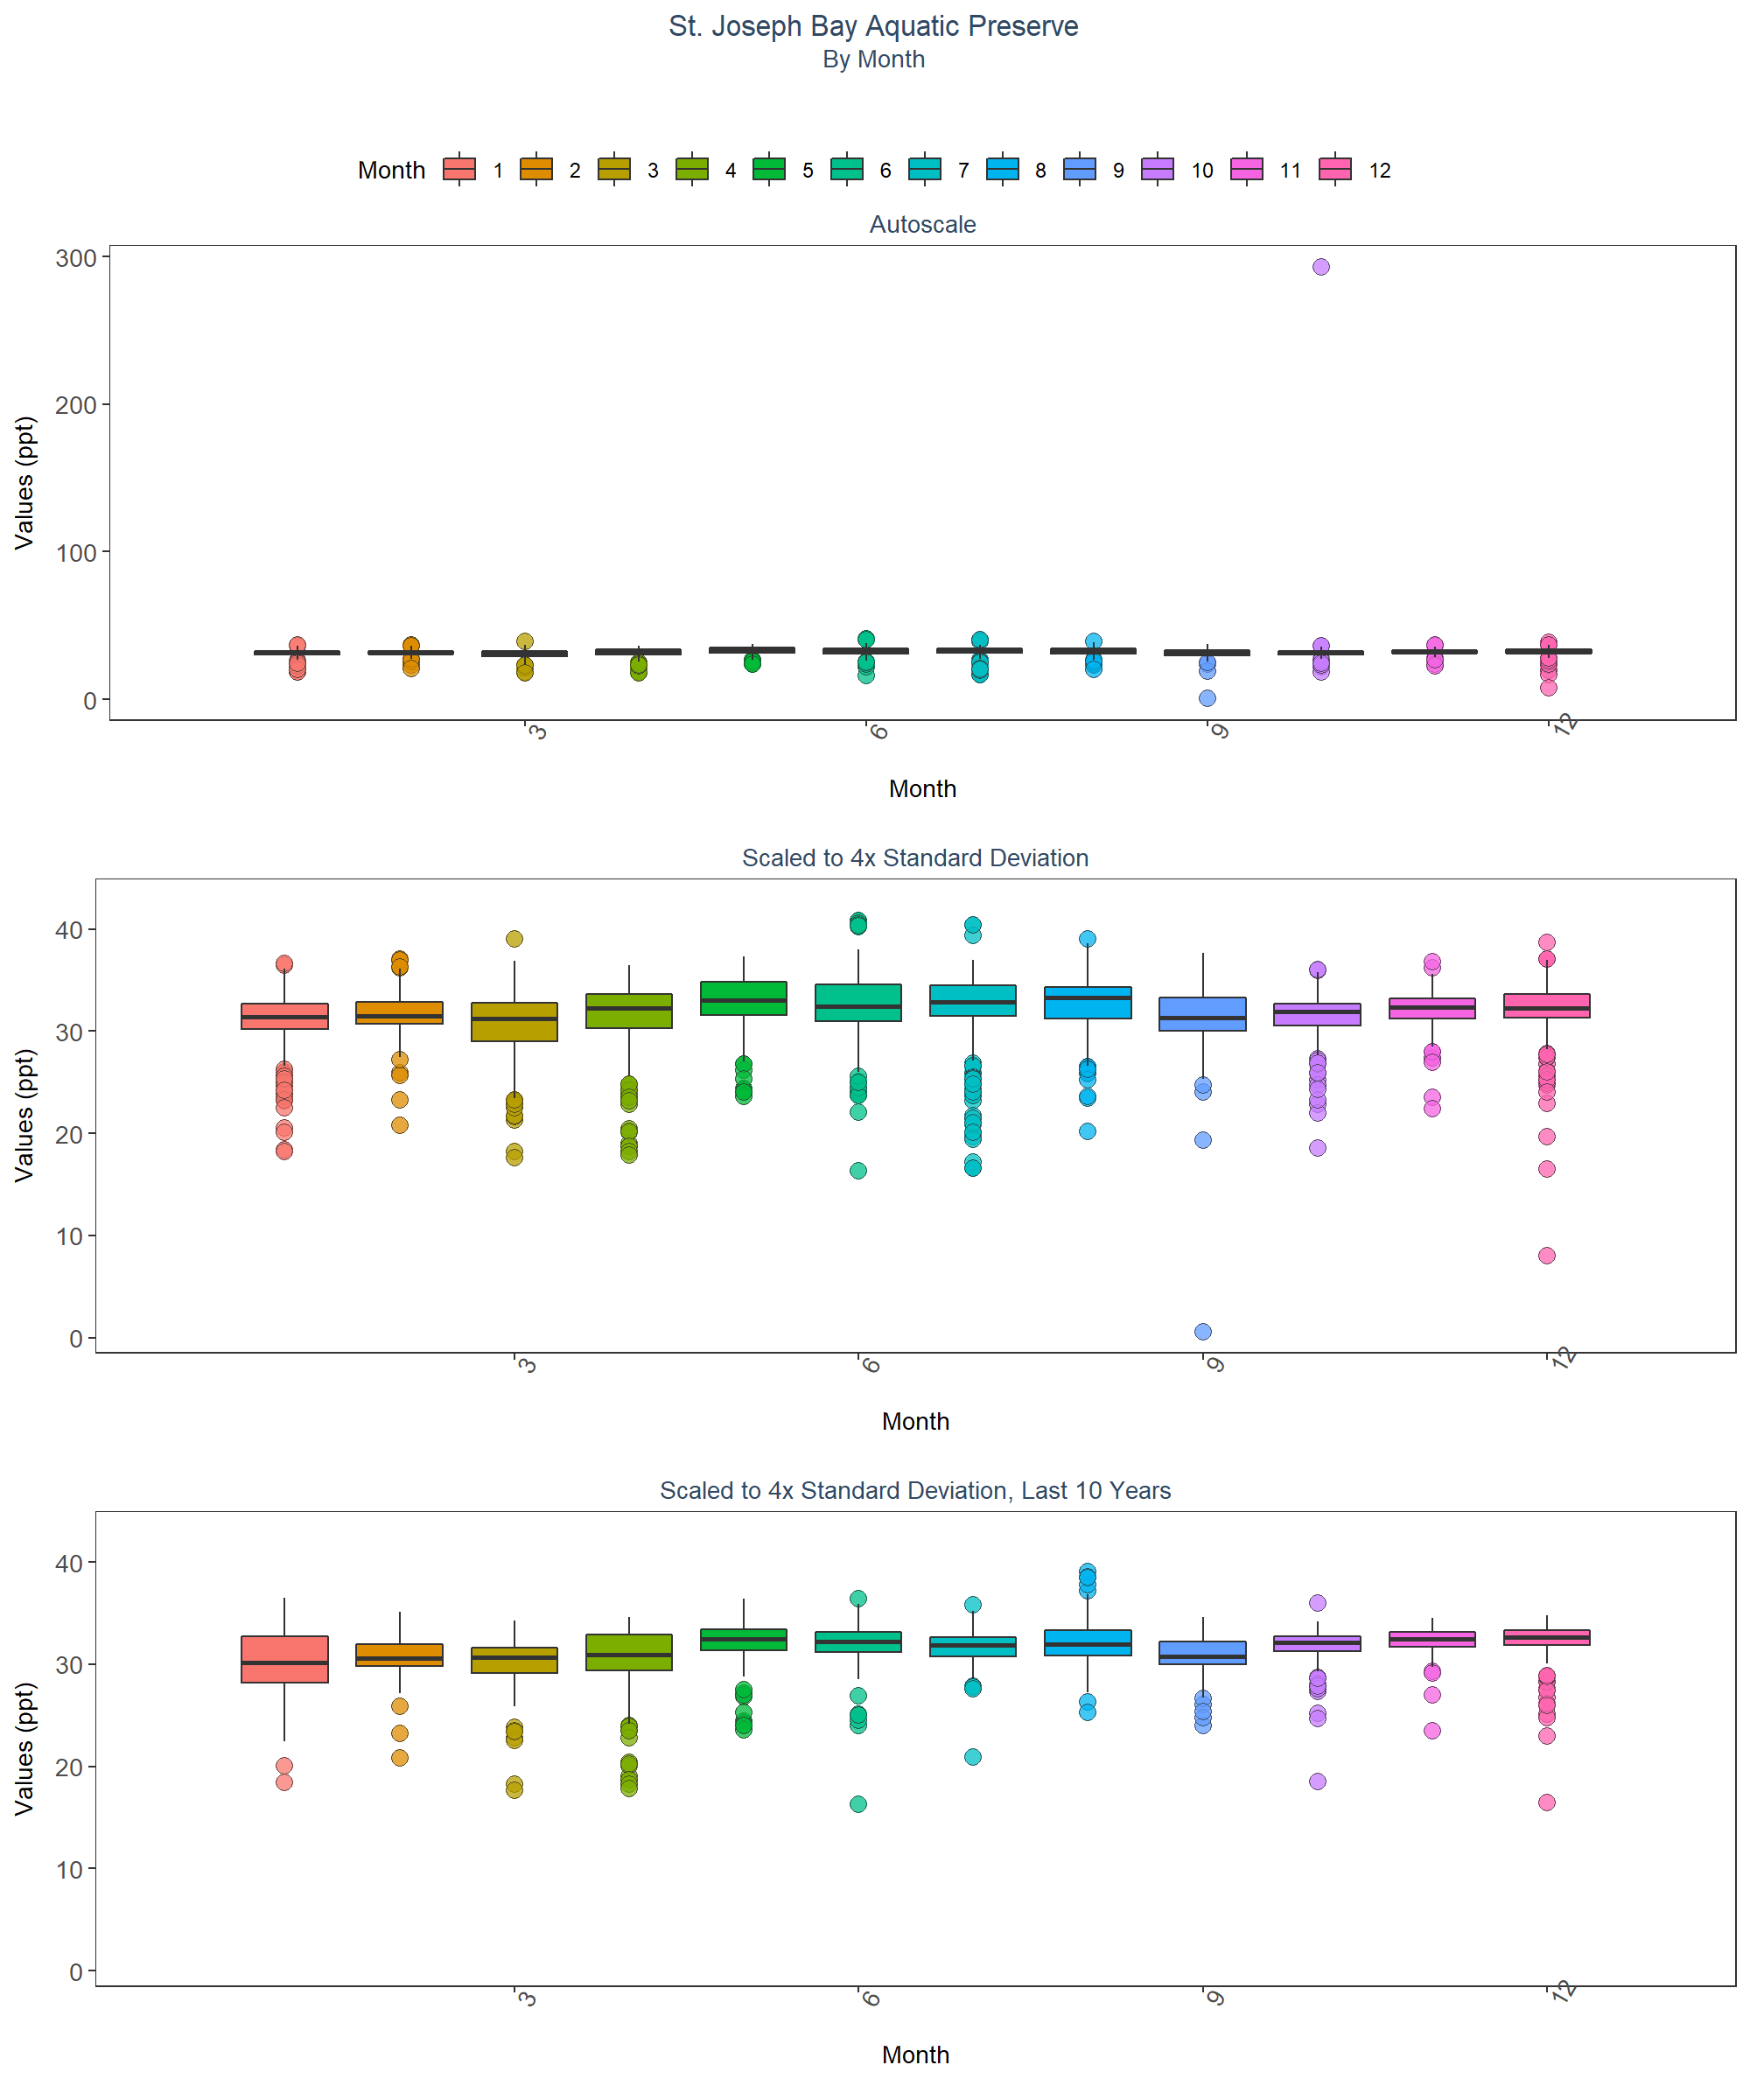 St. Joseph Bay Aquatic Preserve
By Month
Month 1 2 3 4 5 6 7 8 9 10 11 12
Autoscale
300
200
100
0
Values (ppt)
3 6 9 12
Month
Scaled to 4x Standard Deviation
40
30
20
10
0
Values (ppt)
3 6 9 12
Month
Scaled to 4x Standard Deviation, Last 10 Years
40
30
20
10
0
Values (ppt)
3 6 9 12
Month